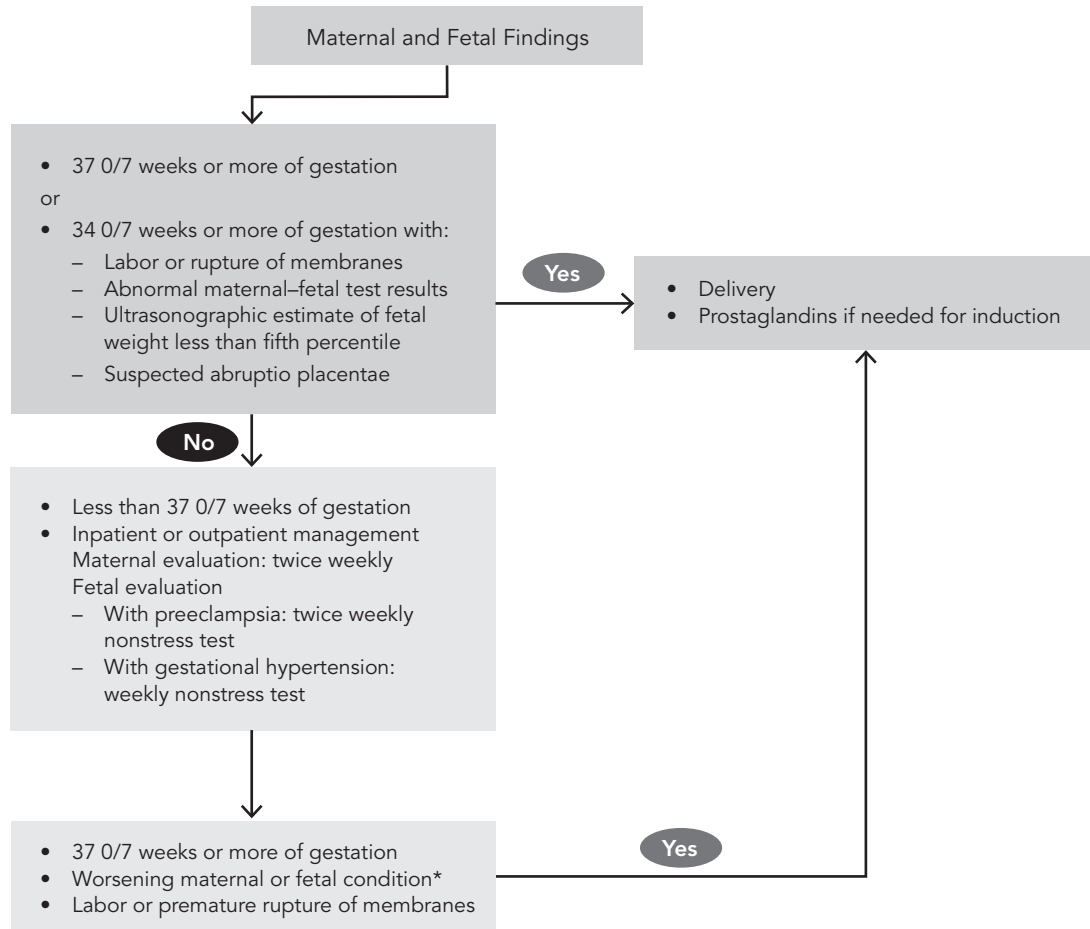 Maternal and Fetal Findings
• 37 0/7 weeks or more of gestation
or
• 34 0/7 weeks or more of gestation with:
– Labor or rupture of membranes
– Abnormal maternal–fetal test results
– Ultrasonographic estimate of fetal
weight less than fifth percentile
– Suspected abruptio placentae
Yes
• Delivery
• Prostaglandins if needed for induction
No
• Less than 37 0/7 weeks of gestation
• Inpatient or outpatient management
Maternal evaluation: twice weekly
Fetal evaluation
– With preeclampsia: twice weekly
nonstress test
– With gestational hypertension:
weekly nonstress test
• 37 0/7 weeks or more of gestation
• Worsening maternal or fetal condition*
• Labor or premature rupture of membranes
Yes